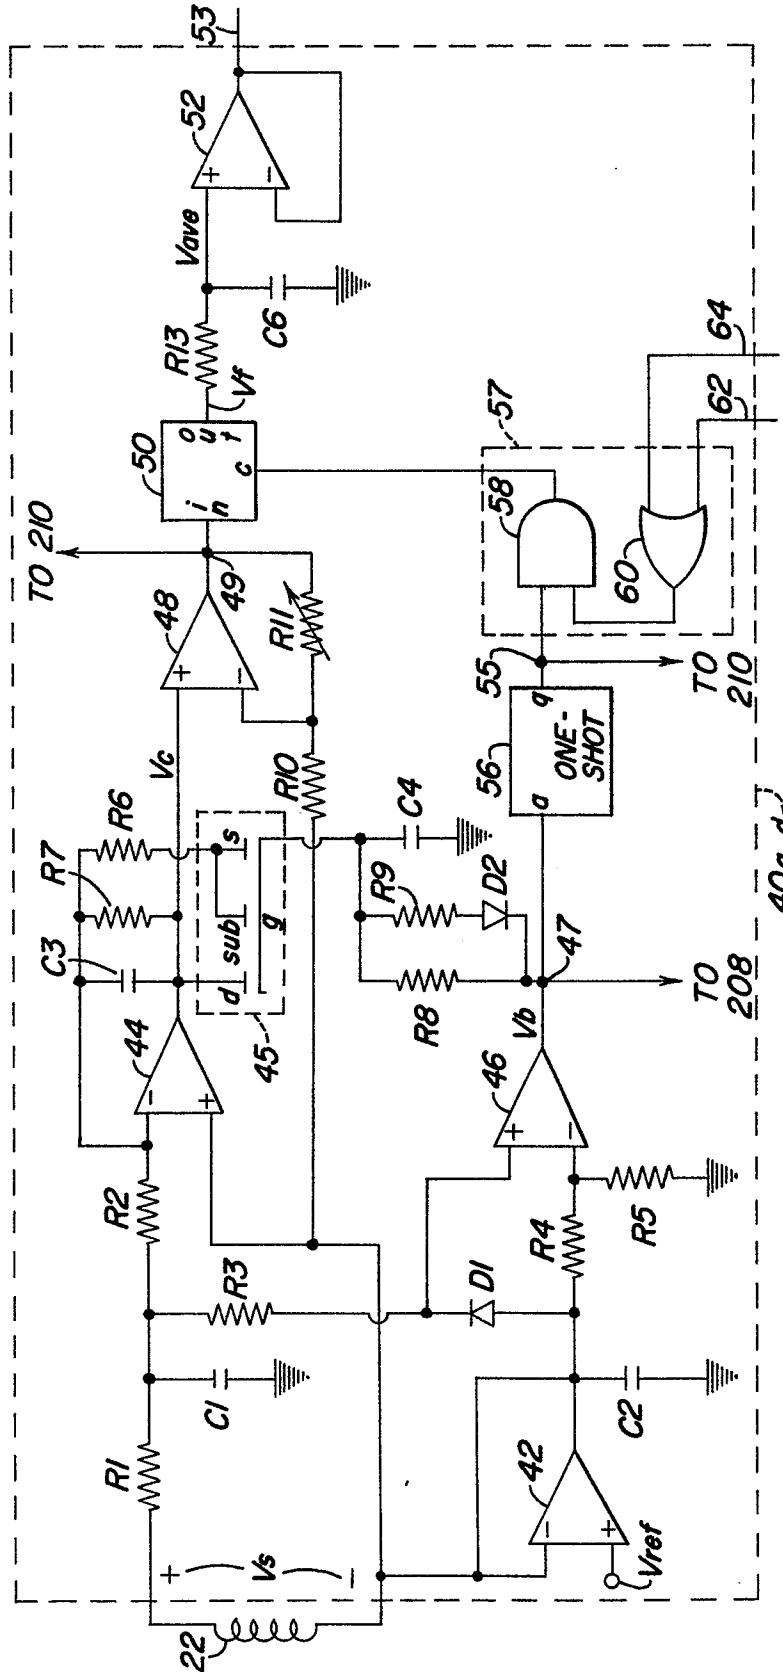 22
+
Vs
−
R1
C1
R2
R3
D1
42
−
+
Vref
C2
R4
R5
44
−
+
C3
R7
R6
45
d
sub
s
g
Vc
46
+
−
Vb
47
R8
R9
D2
C4
TO 208
48
+
−
49
R10
R11
TO 210
50
in
out
c
Vf
R13
C6
Vave
52
+
−
53
56
a
q
ONE-
SHOT
55
TO
210
57
58
60
62
64